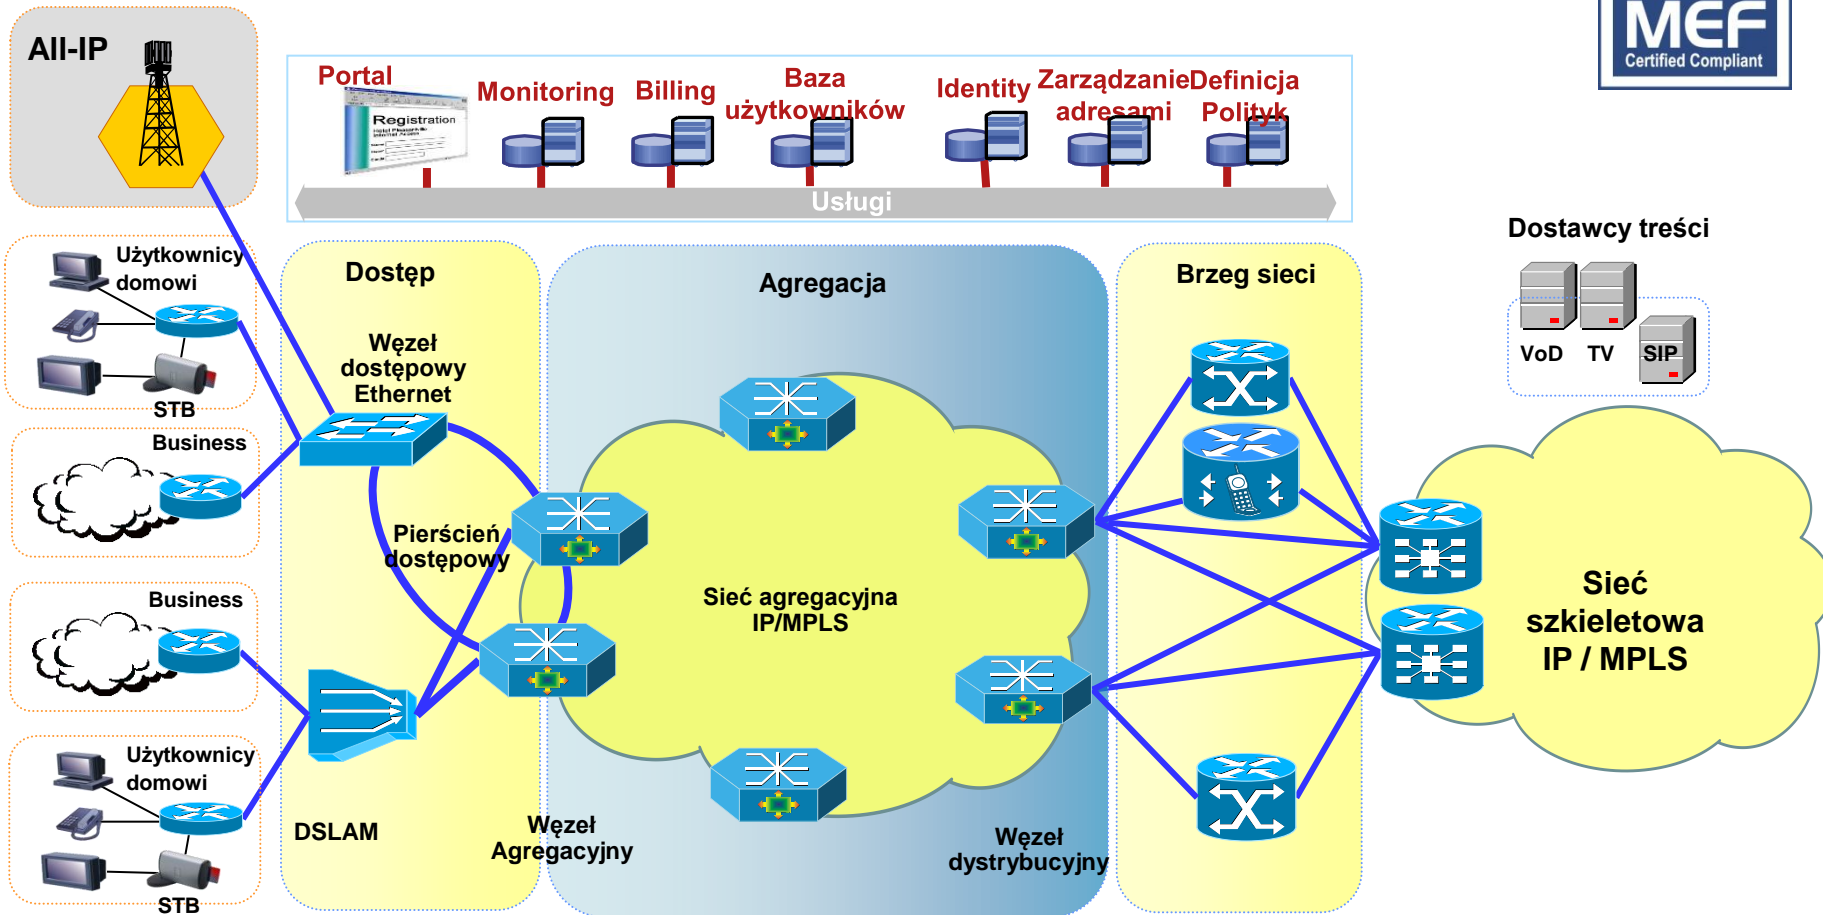 MEF
Certified Compliant
All-IP
Portal
Registration
Monitoring
Billing
Baza
użytkowników
Identity
Zarządzanie
adresami
Definicja
Polityk
Usługi
Dostawcy treści
VoD
TV
SIP
Użytkownicy
domowi
STB
Business
Business
Użytkownicy
domowi
STB
Dostęp
Węzeł
dostępowy
Ethernet
Pierścień
dostępowy
DSLAM
Węzeł
Agregacyjny
Agregacja
Sieć agregacyjna
IP/MPLS
Węzeł
dystrybucyjny
Brzeg sieci
Sieć
szkieletowa
IP / MPLS